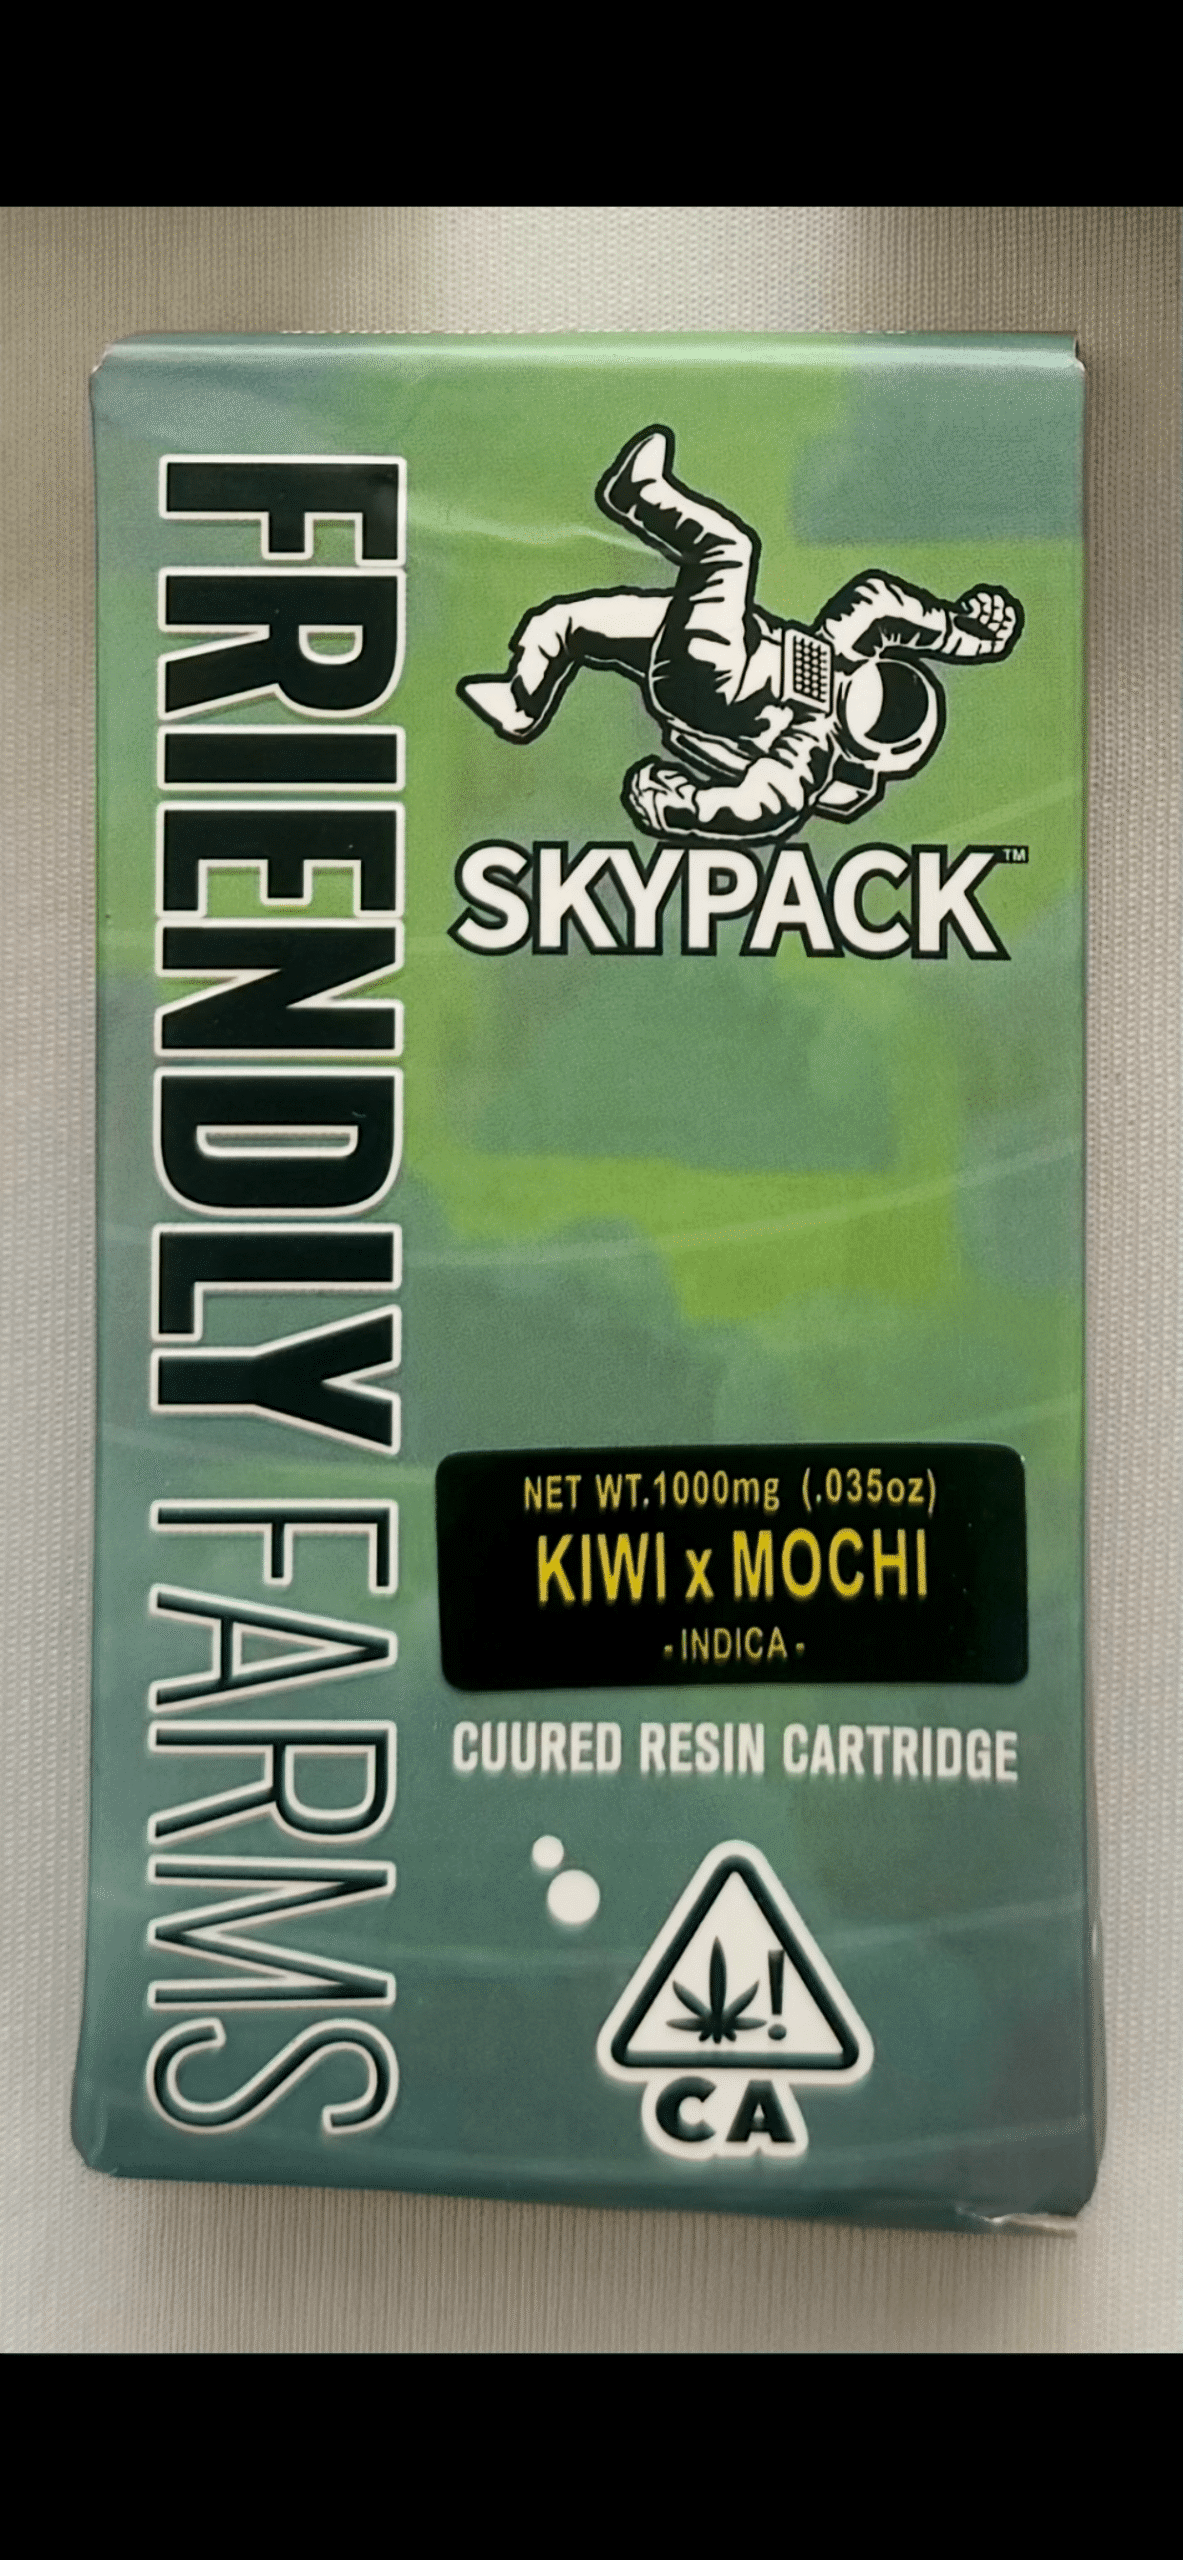 FRIENDLY FARMS
SKYPACK™
NET WT.1000mg (.035oz)
KIWI x MOCHI
-INDICA-
CUURED RESIN CARTRIDGE
!
CA